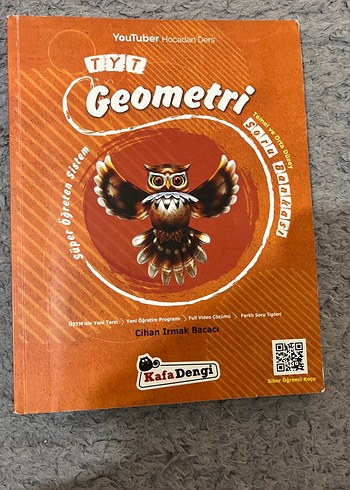 YouTuber Hocadan Ders
TYT
Geometri
Temel ve Orta Düzey
Soru Bankası
Süper Öğreten Sistem
ÖSYM'nin Yeni Tarzı > Yeni Öğretim Programı > Full Video Çözümlü > Farklı Soru Tipleri
Cihan Irmak Bacacı
KafaDengi
Siber Öğrenci Koçu